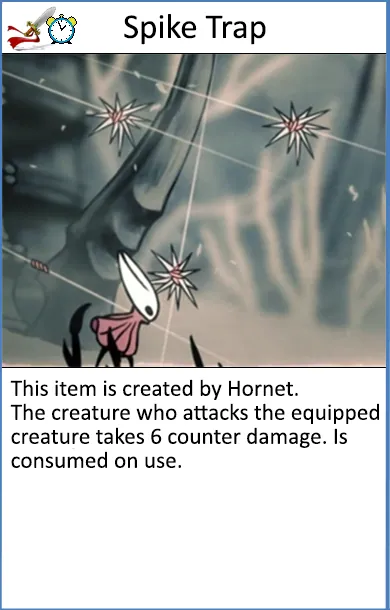 Spike Trap
This item is created by Hornet.
The creature who attacks the equipped
creature takes 6 counter damage. Is
consumed on use.